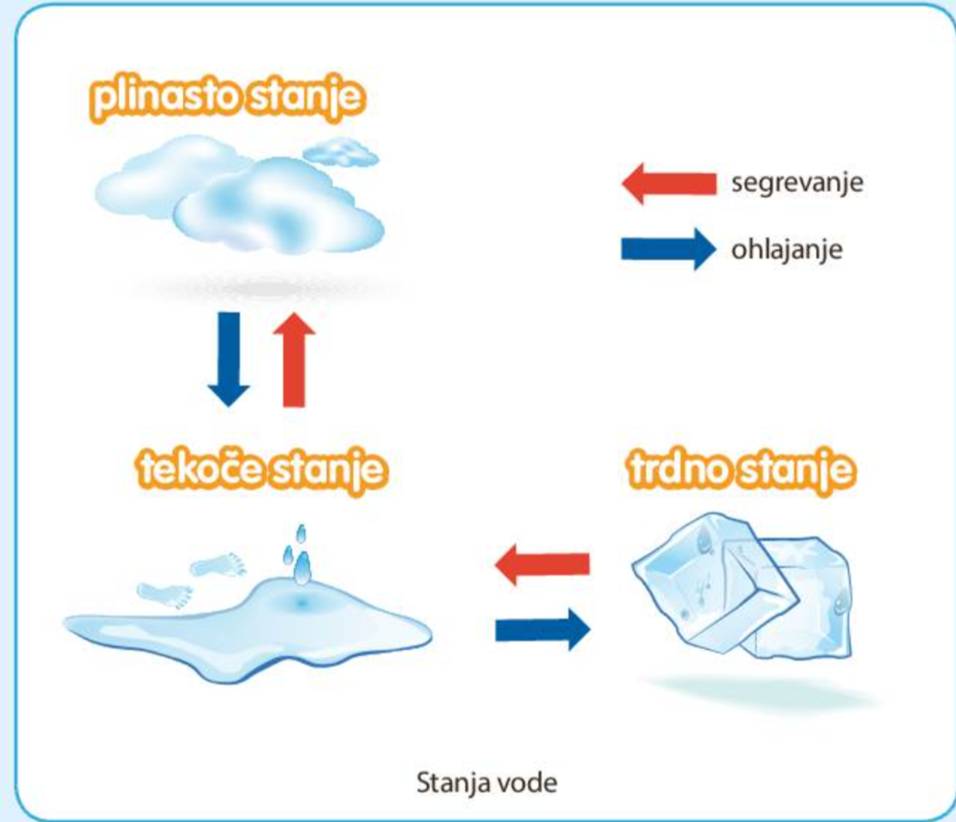 plinasto stanje
segrevanje
ohlajanje
tekoče stanje
trdno stanje
Stanja vode